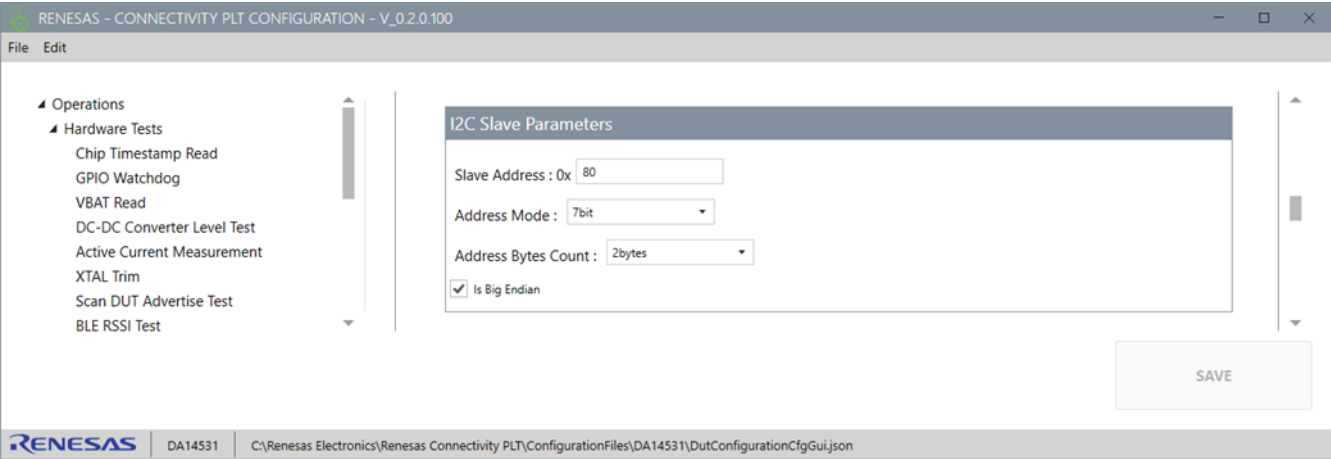 RENESAS - CONNECTIVITY PLT CONFIGURATION - V_0.2.0.100
File Edit
Operations
Hardware Tests
Chip Timestamp Read
GPIO Watchdog
VBAT Read
DC-DC Converter Level Test
Active Current Measurement
XTAL Trim
Scan DUT Advertise Test
BLE RSSI Test
I2C Slave Parameters
Slave Address : 0x 80
Address Mode : 7bit
Address Bytes Count : 2bytes
Is Big Endian
SAVE
RENESAS DA14531 C:\Renesas Electronics\Renesas Connectivity PLT\ConfigurationFiles\DA14531\DutConfigurationCfgGui.json